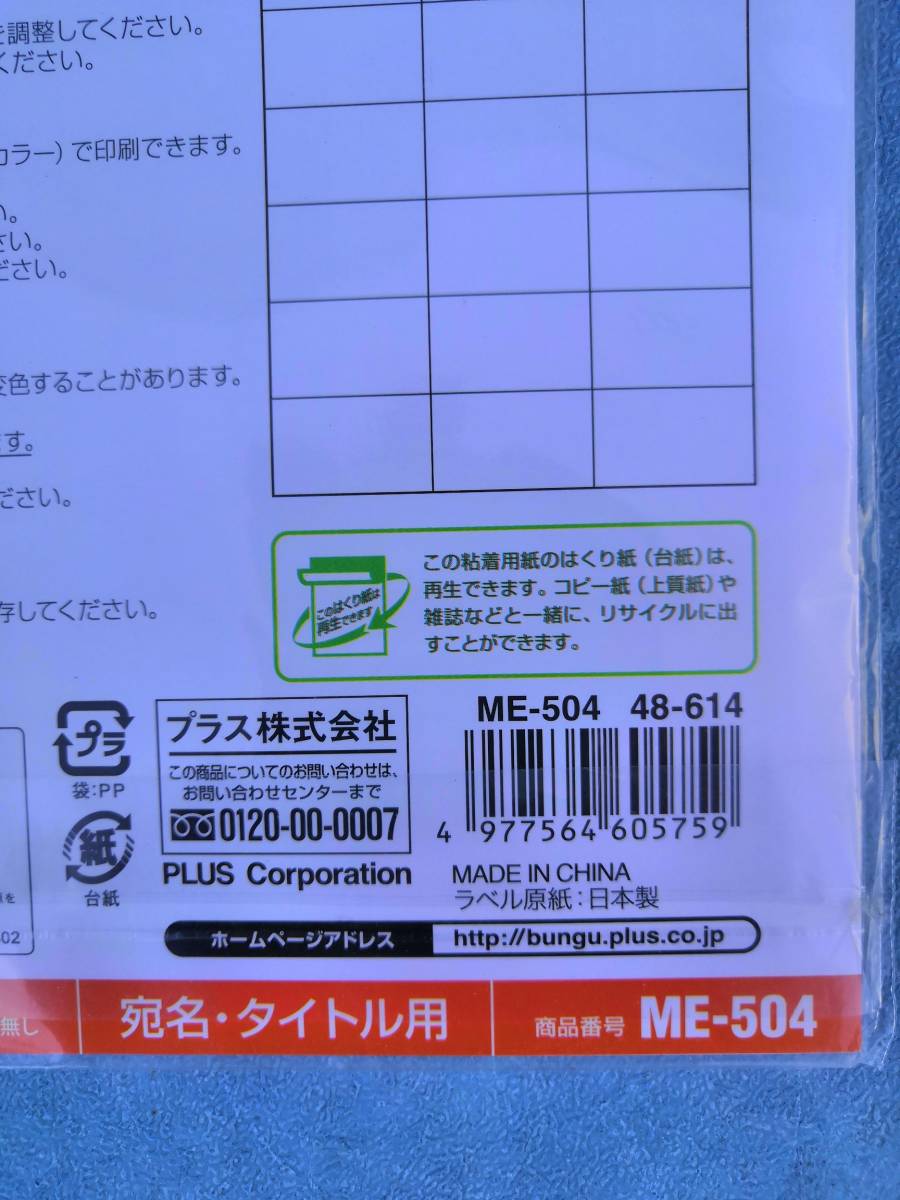 を調整してください。
ください。
カラー）で印刷できます。
い。
さい。
ださい。
変色することがあります。
ます。
ださい。
存してください。
このはくり紙は
再生できます
この粘着用紙のはくり紙（台紙）は、
再生できます。コピー紙（上質紙）や
雑誌などと一緒に、リサイクルに出
すことができます。
プラ
袋：PP
紙
台紙
プラス株式会社
この商品についてのお問い合わせは、
お問い合わせセンターまで
0120-00-0007
PLUS Corporation
ME-504 48-614
4 977564 605759
MADE IN CHINA
ラベル原紙：日本製
ホームページアドレス http://bungu.plus.co.jp
を
02
無し
宛名・タイトル用
商品番号 ME-504